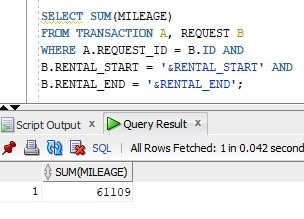 SELECT SUM(MILEAGE)
FROM TRANSACTION A, REQUEST B
WHERE A.REQUEST_ID = B.ID AND
B.RENTAL_START = '&RENTAL_START' AND
B.RENTAL_END = '&RENTAL_END';
Script Output x Query Result x
SQL | All Rows Fetched: 1 in 0.042 second
SUM(MILEAGE)
1 61109